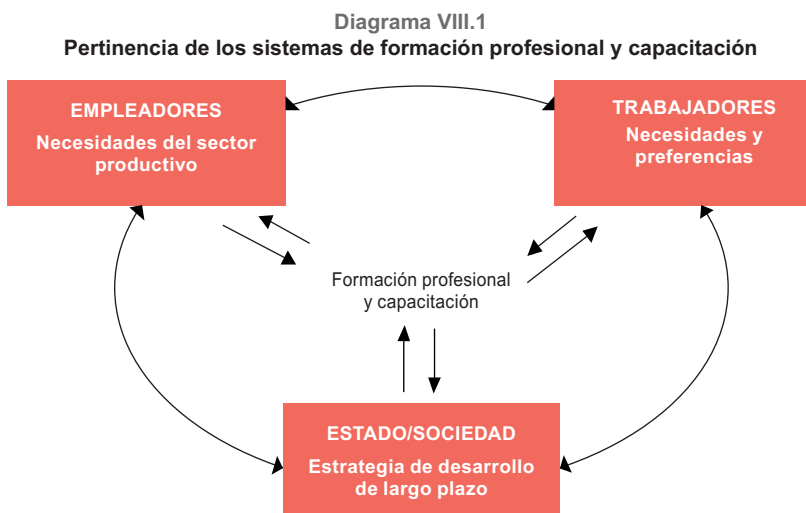 Diagrama VIII.1
Pertinencia de los sistemas de formación profesional y capacitación
EMPLEADORES
Necesidades del sector
productivo
TRABAJADORES
Necesidades y
preferencias
Formación profesional
y capacitación
ESTADO/SOCIEDAD
Estrategia de desarrollo
de largo plazo